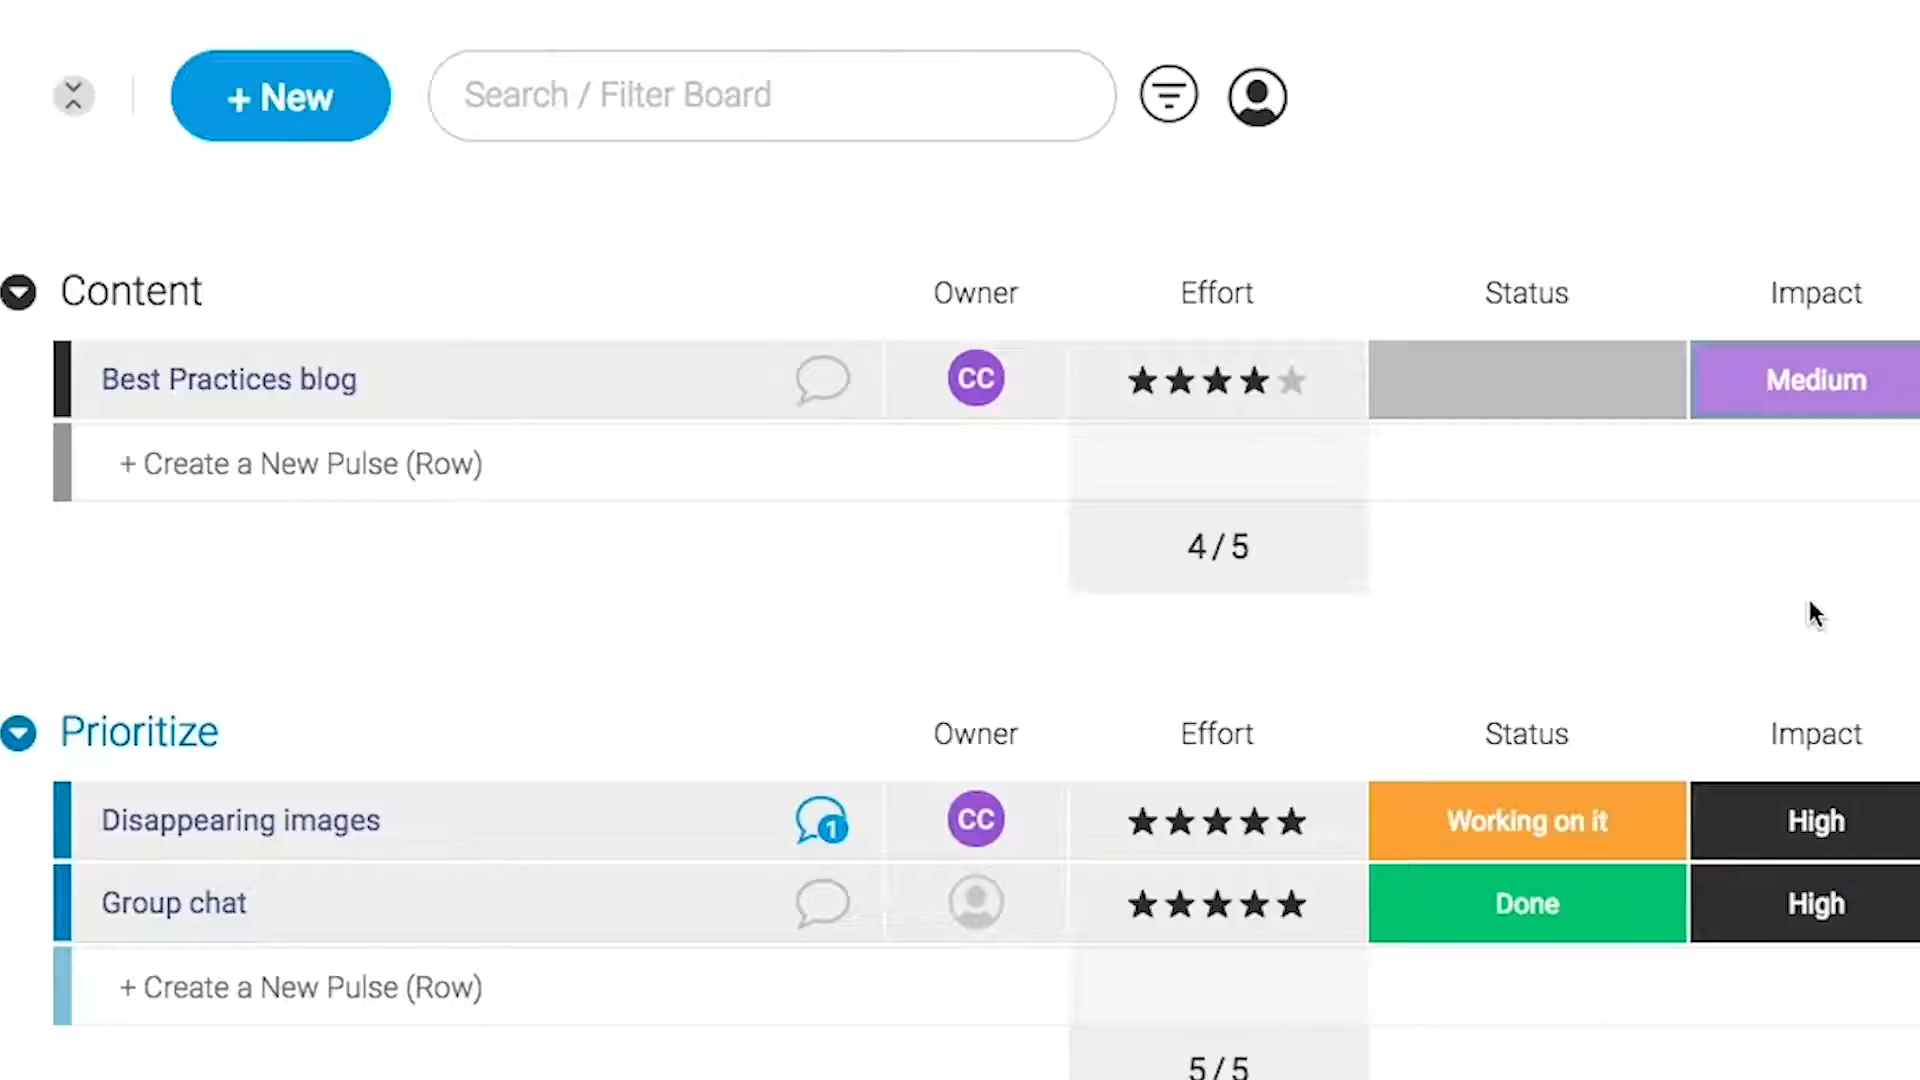 + New
Search / Filter Board
Content Owner Effort Status Impact
Best Practices blog CC Medium
+ Create a New Pulse (Row)
4 / 5
Prioritize Owner Effort Status Impact
Disappearing images 1 CC Working on it High
Group chat Done High
+ Create a New Pulse (Row)
5 / 5